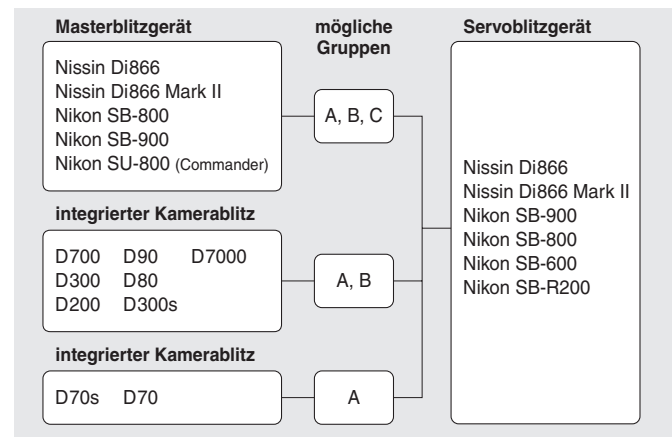 Masterblitzgerät
mögliche
Gruppen
Servoblitzgerät
Nissin Di866
Nissin Di866 Mark II
Nikon SB-800
Nikon SB-900
Nikon SU-800 (Commander)
A, B, C
integrierter Kamerablitz
D700 D90 D7000
D300 D80
D200 D300s
A, B
integrierter Kamerablitz
D70s D70
A
Nissin Di866
Nissin Di866 Mark II
Nikon SB-900
Nikon SB-800
Nikon SB-600
Nikon SB-R200